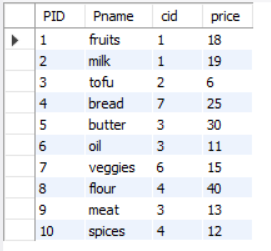 PID Pname cid price
1 fruits 1 18
2 milk 1 19
3 tofu 2 6
4 bread 7 25
5 butter 3 30
6 oil 3 11
7 veggies 6 15
8 flour 4 40
9 meat 3 13
10 spices 4 12